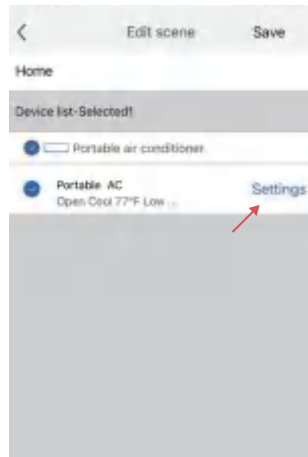 Edit scene Save
Home
Device list-Selected1
Portable air conditioner
Portable AC
Settings
Open Cool 77°F Low ...